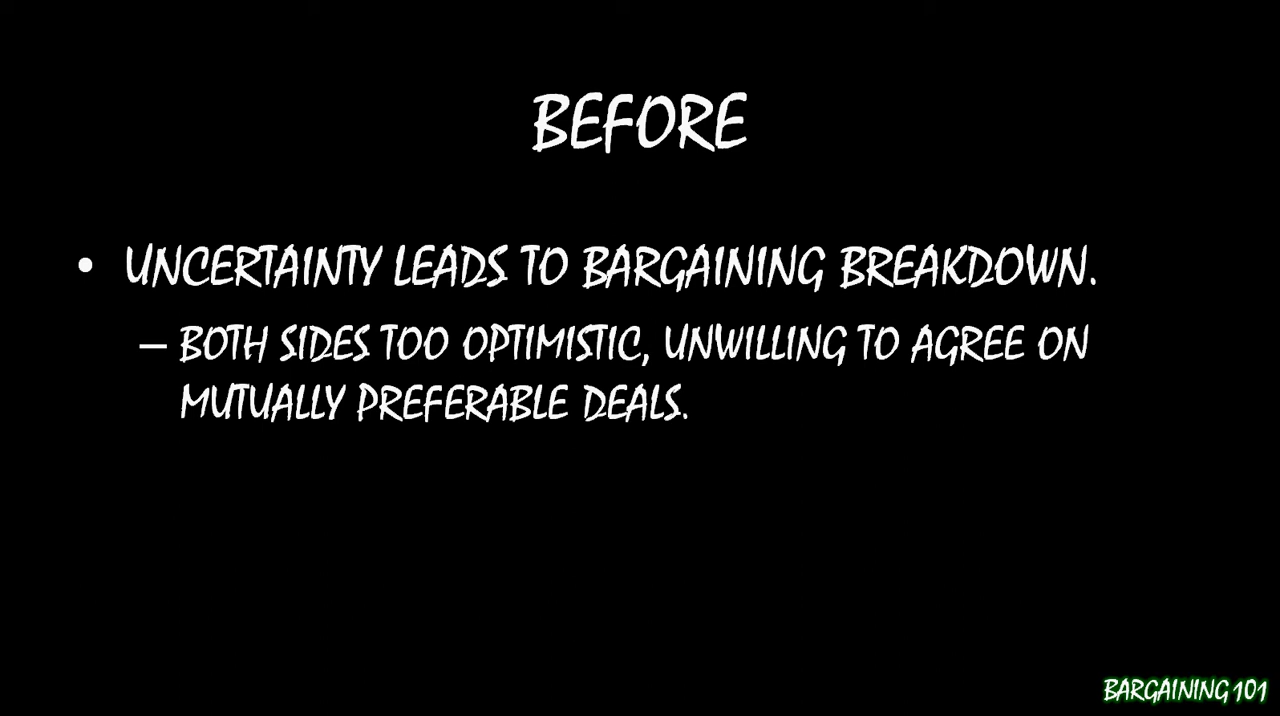 BEFORE
• UNCERTAINTY LEADS TO BARGAINING BREAKDOWN.
– BOTH SIDES TOO OPTIMISTIC, UNWILLING TO AGREE ON
MUTUALLY PREFERABLE DEALS.
BARGAINING 101